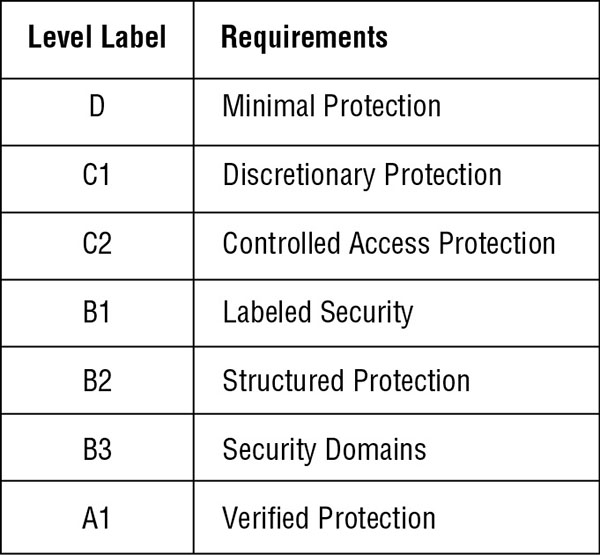 Level Label Requirements
D Minimal Protection
C1 Discretionary Protection
C2 Controlled Access Protection
B1 Labeled Security
B2 Structured Protection
B3 Security Domains
A1 Verified Protection